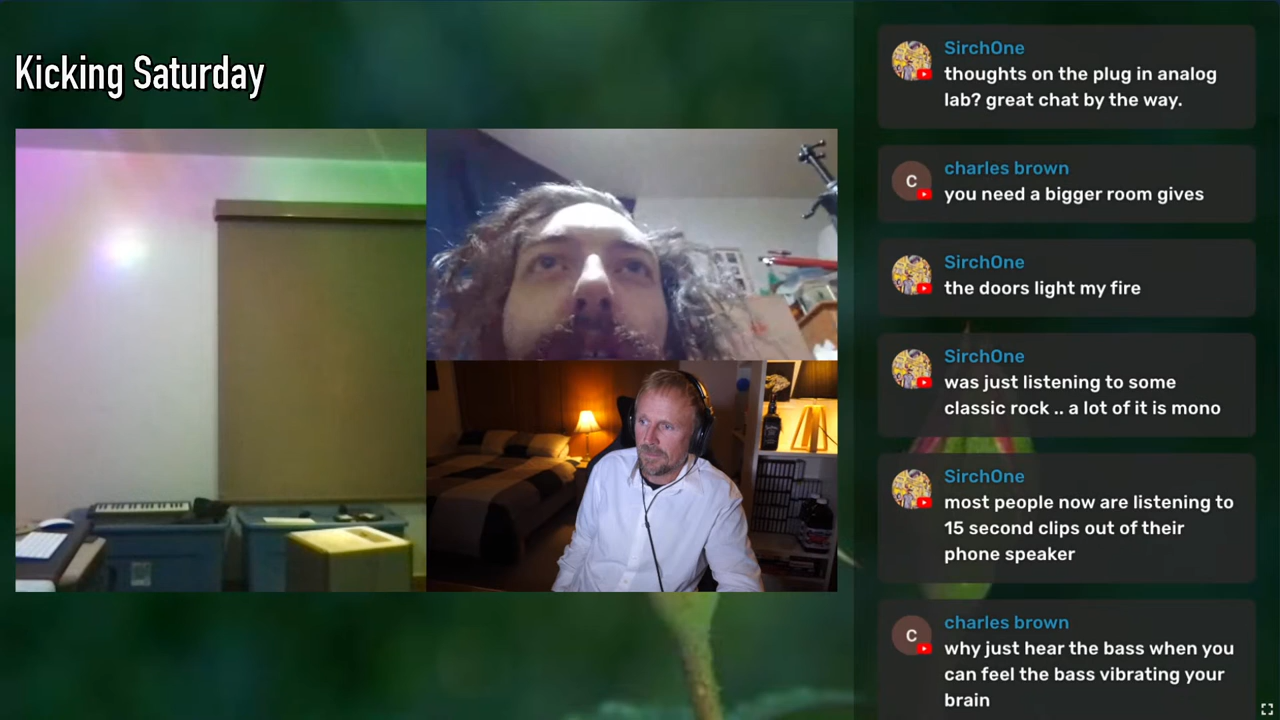 Kicking Saturday
SirchOne
thoughts on the plug in analog
lab? great chat by the way.
C
charles brown
you need a bigger room gives
SirchOne
the doors light my fire
SirchOne
was just listening to some
classic rock .. a lot of it is mono
SirchOne
most people now are listening to
15 second clips out of their
phone speaker
C
charles brown
why just hear the bass when you
can feel the bass vibrating your
brain